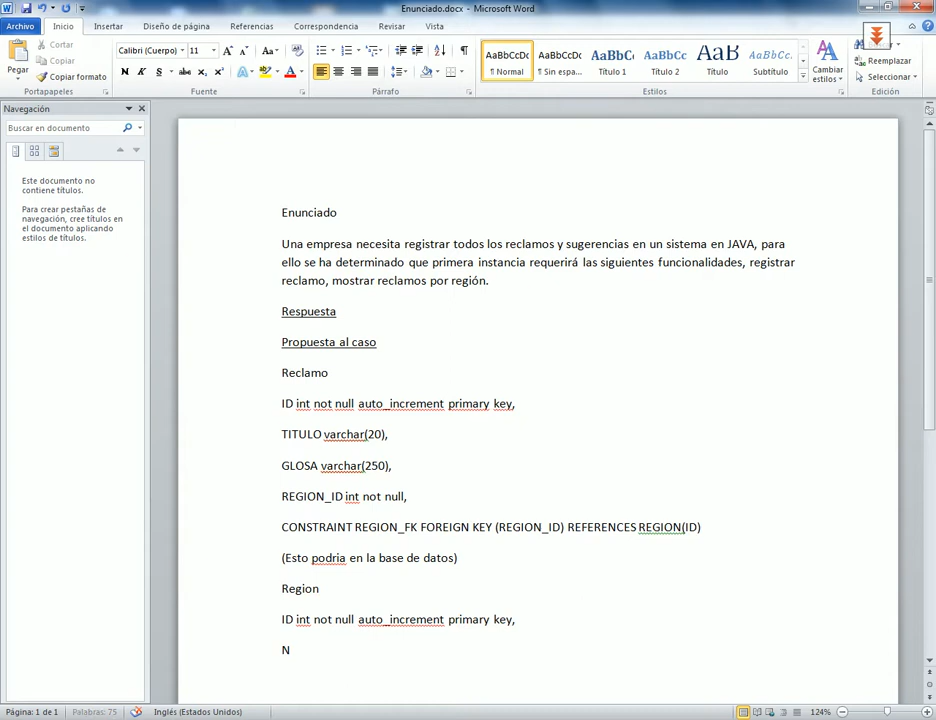 Enunciado.docx - Microsoft Word
Archivo Inicio Insertar Diseño de página Referencias Correspondencia Revisar Vista
Pegar
Cortar
Copiar
Copiar formato
Portapapeles
Calibri (Cuerpo) 11
N K S abc x₂ x²
Aa
Fuente
Párrafo
AaBbCcDc
¶ Normal
AaBbCcDc
¶ Sin espa...
AaBbCc
Título 1
AaBbCc
Título 2
AaB
Título
AaBbCc.
Subtítulo
Cambiar
estilos
Estilos
Reemplazar
Seleccionar
Edición
Navegación
Buscar en documento
Este documento no
contiene títulos.
Para crear pestañas de
navegación, cree títulos en
el documento aplicando
estilos de títulos.
Enunciado
Una empresa necesita registrar todos los reclamos y sugerencias en un sistema en JAVA, para
ello se ha determinado que primera instancia requerirá las siguientes funcionalidades, registrar
reclamo, mostrar reclamos por región.
Respuesta
Propuesta al caso
Reclamo
ID int not null auto_increment primary key,
TITULO varchar(20),
GLOSA varchar(250),
REGION_ID int not null,
CONSTRAINT REGION_FK FOREIGN KEY (REGION_ID) REFERENCES REGION(ID)
(Esto podria en la base de datos)
Region
ID int not null auto_increment primary key,
N
Página: 1 de 1 Palabras: 75 Inglés (Estados Unidos) 124%